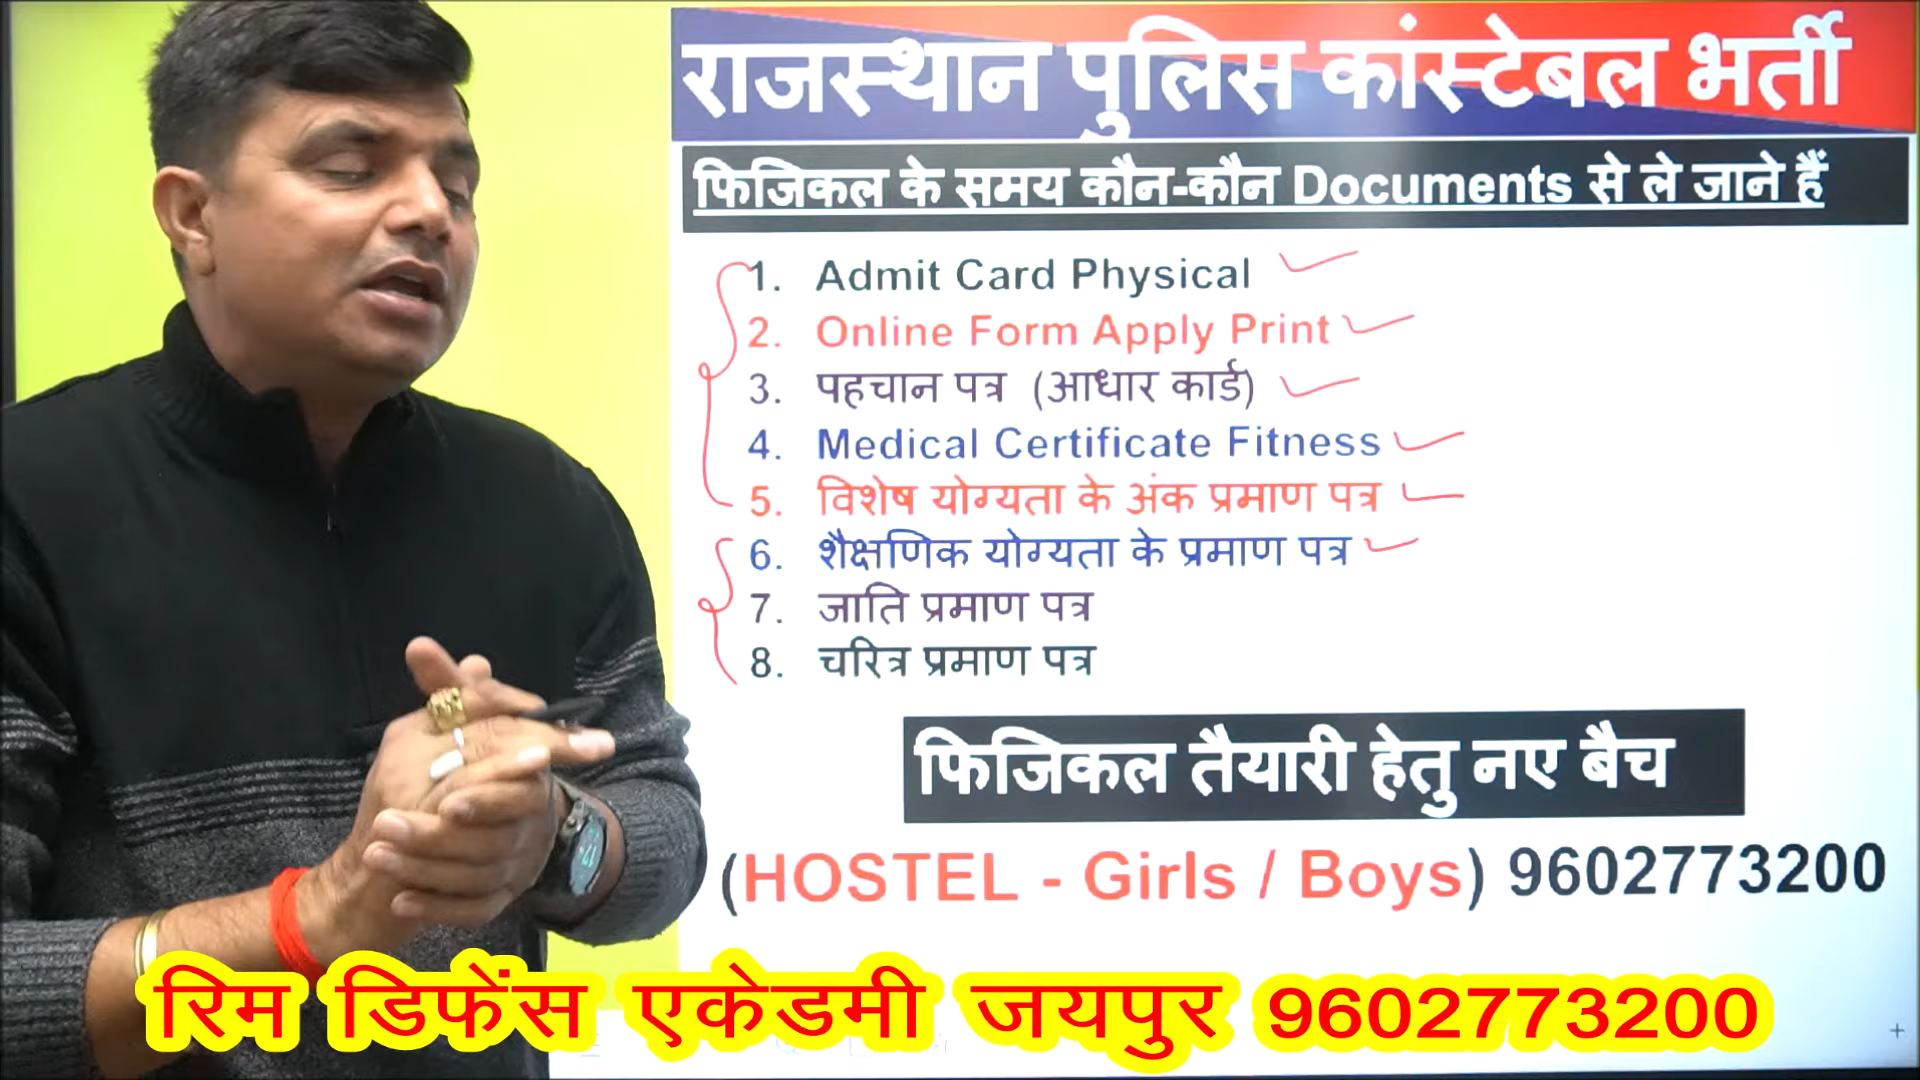 राजस्थान पुलिस कांस्टेबल भर्ती
फिजिकल के समय कौन-कौन Documents से ले जाने हैं
1. Admit Card Physical
2. Online Form Apply Print
3. पहचान पत्र (आधार कार्ड)
4. Medical Certificate Fitness
5. विशेष योग्यता के अंक प्रमाण पत्र
6. शैक्षणिक योग्यता के प्रमाण पत्र
7. जाति प्रमाण पत्र
8. चरित्र प्रमाण पत्र
फिजिकल तैयारी हेतु नए बैच
(HOSTEL - Girls / Boys) 9602773200
रिम डिफेंस एकेडमी जयपुर 9602773200